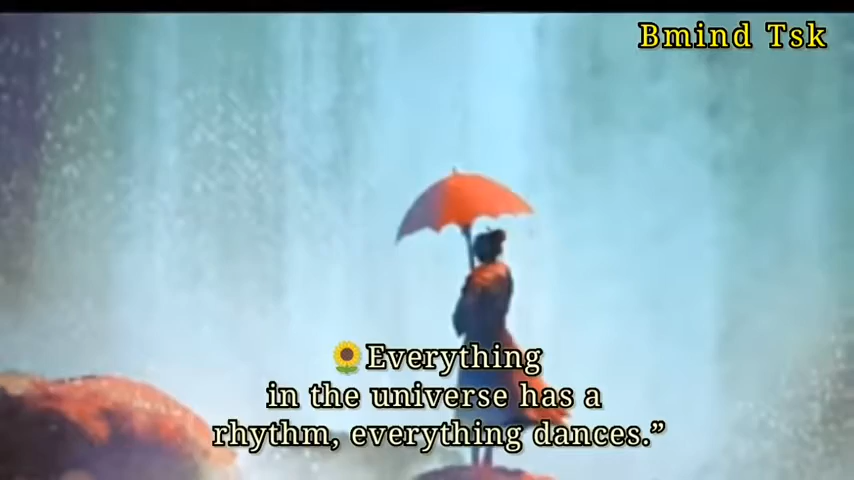 Bmind Tsk
🌻Everything
in the universe has a
rhythm, everything dances.”